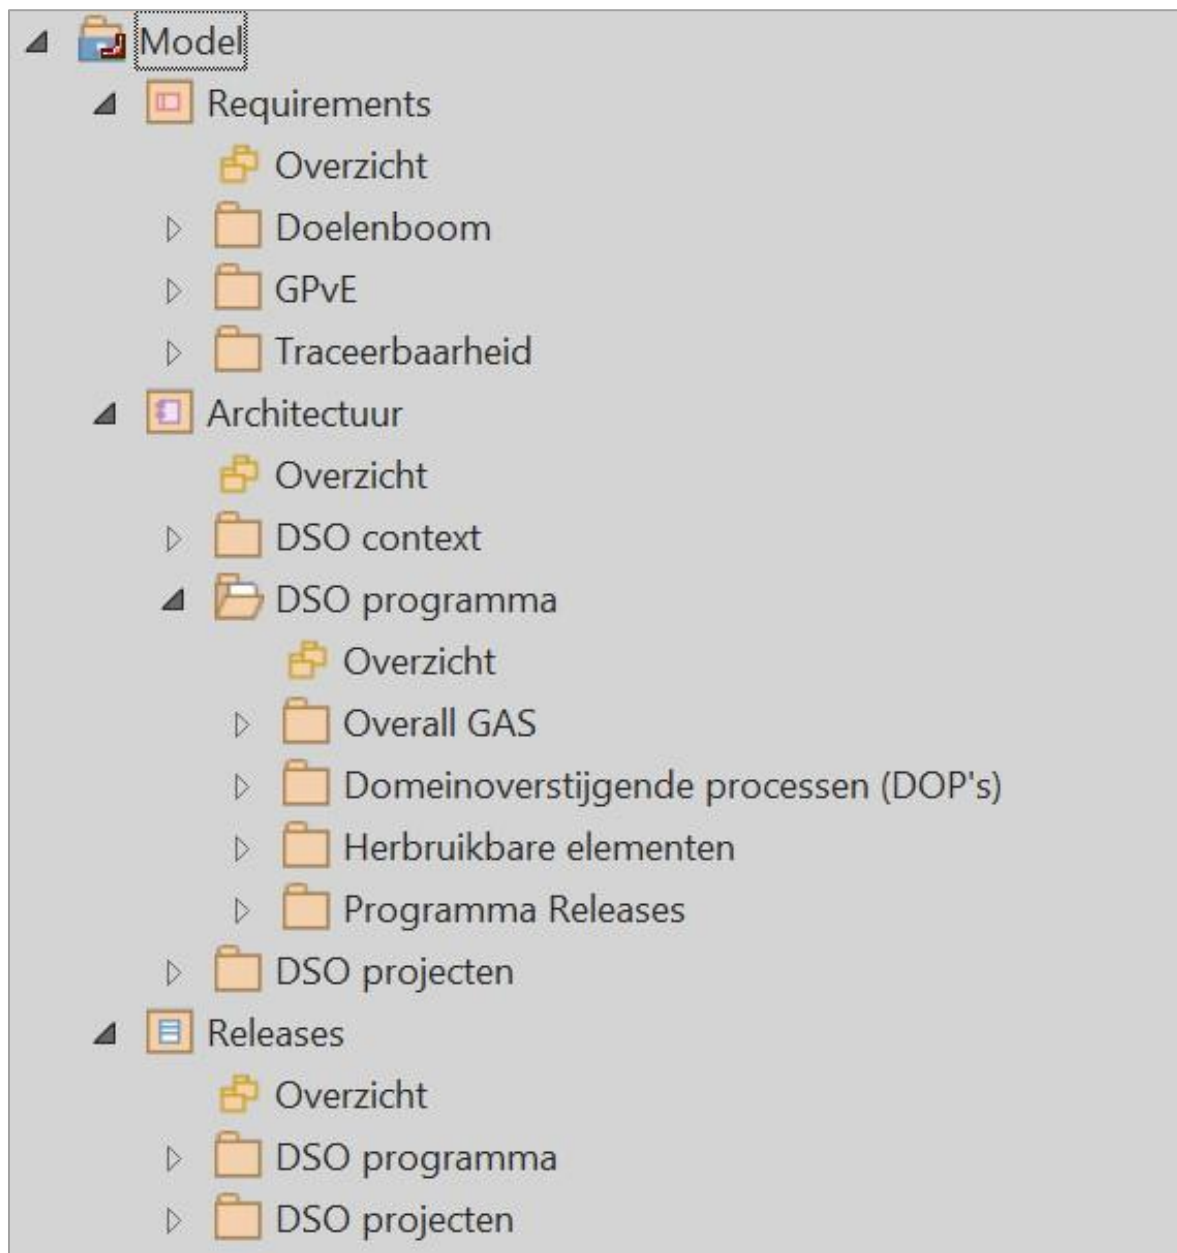 Model
Requirements
Overzicht
Doelenboom
GPvE
Traceerbaarheid
Architectuur
Overzicht
DSO context
DSO programma
Overzicht
Overall GAS
Domeinoverstijgende processen (DOP's)
Herbruikbare elementen
Programma Releases
DSO projecten
Releases
Overzicht
DSO programma
DSO projecten